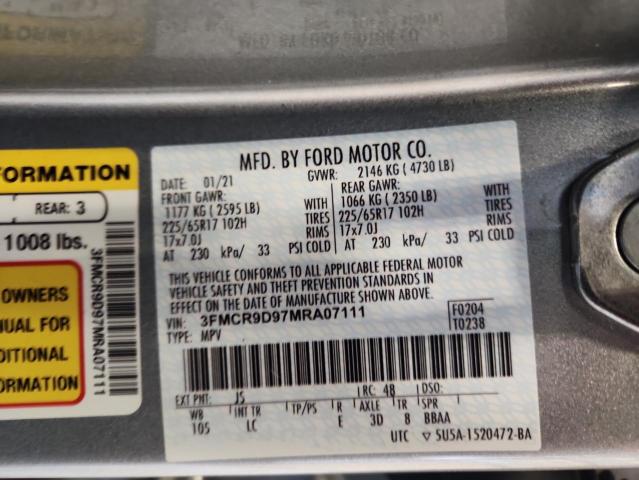 FORMATION
REAR: 3
1008 lbs.
OWNERS
NUAL FOR
DITIONAL
ORMATION
3FMCR9D97MRA07111
MFD. BY FORD MOTOR CO.
DATE: 01/21 GVWR: 2146 KG ( 4730 LB)
FRONT GAWR: REAR GAWR:
1177 KG ( 2595 LB) WITH 1066 KG ( 2350 LB) WITH
225/65R17 102H TIRES 225/65R17 102H TIRES
17x7.0J RIMS 17x7.0J RIMS
AT 230 kPa/ 33 PSI COLD AT 230 kPa/ 33 PSI COLD
THIS VEHICLE CONFORMS TO ALL APPLICABLE FEDERAL MOTOR
VEHICLE SAFETY AND THEFT PREVENTION STANDARDS IN
EFFECT ON THE DATE OF MANUFACTURE SHOWN ABOVE.
VIN: 3FMCR9D97MRA07111 F0204
TYPE: MPV T0238
EXT PNT: J5 RC: 48 DSO:
WB INT TR TP/PS R AXLE TR SPR
105 LC E 3D 8 BBAA
UTC ▽ 5U5A-1520472-BA